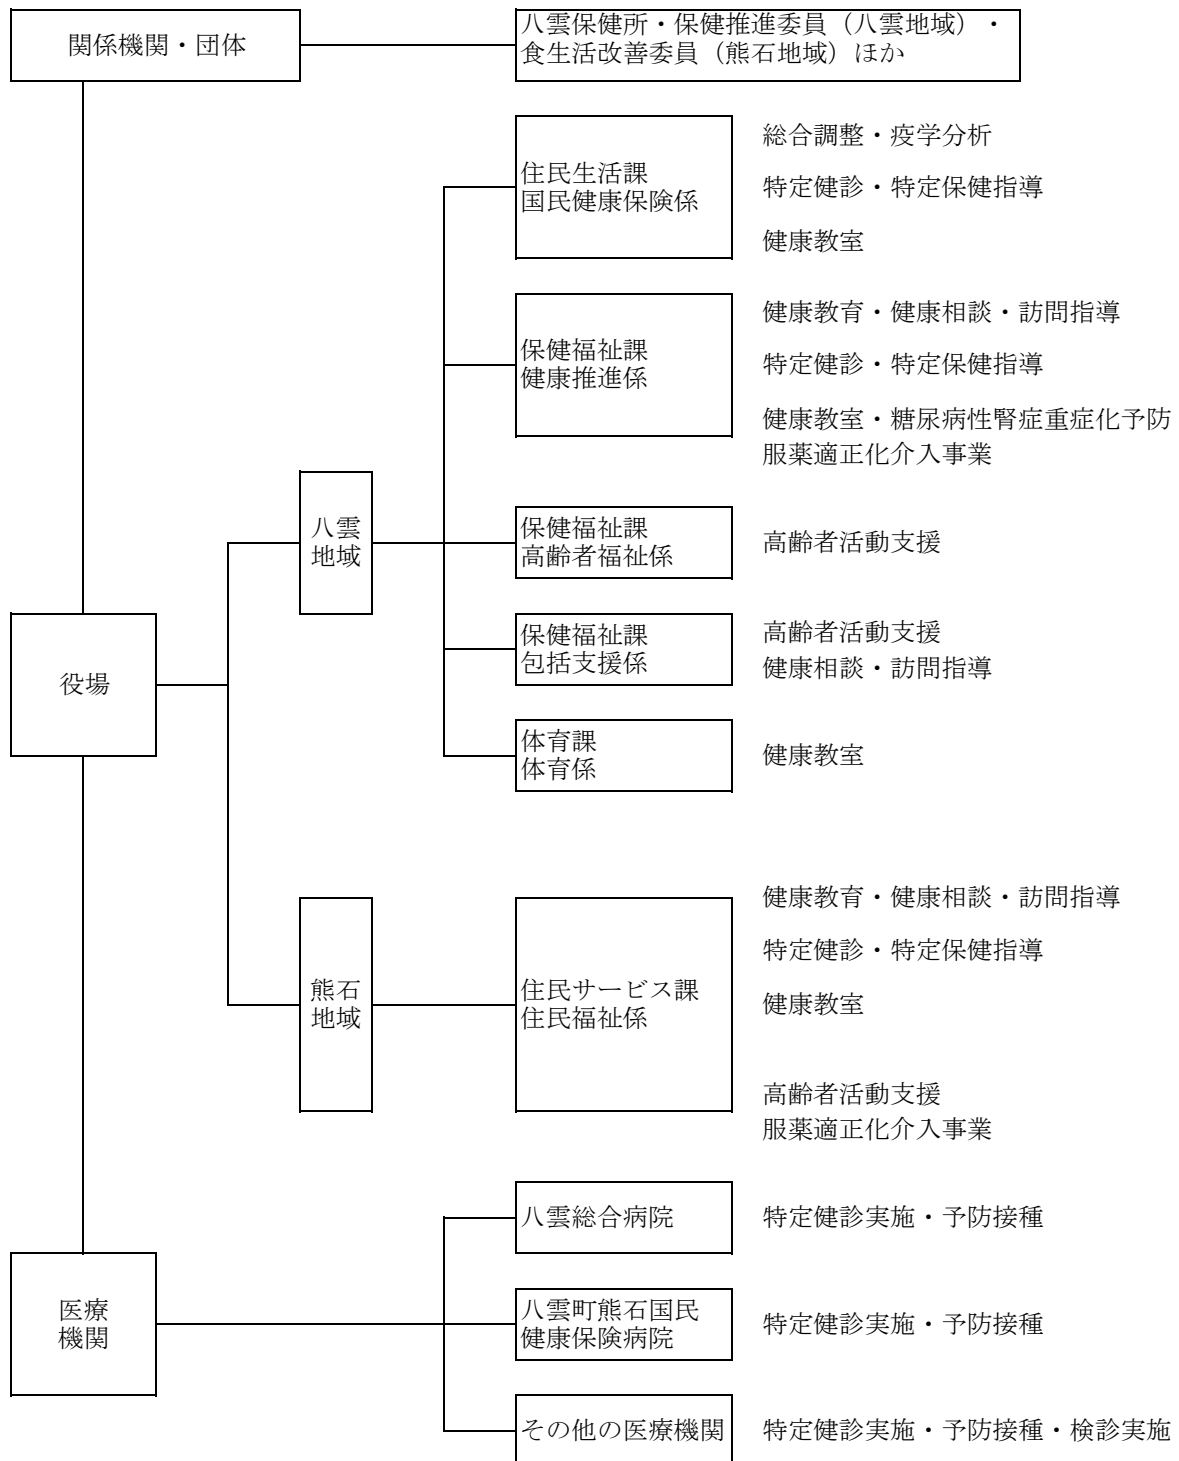 関係機関・団体
八雲保健所・保健推進委員（八雲地域）・
食生活改善委員（熊石地域）ほか
住民生活課
国民健康保険係
総合調整・疫学分析
特定健診・特定保健指導
健康教室
保健福祉課
健康推進係
健康教育・健康相談・訪問指導
特定健診・特定保健指導
健康教室・糖尿病性腎症重症化予防
服薬適正化介入事業
八雲
地域
保健福祉課
高齢者福祉係
高齢者活動支援
役場
保健福祉課
包括支援係
高齢者活動支援
健康相談・訪問指導
体育課
体育係
健康教室
熊石
地域
住民サービス課
住民福祉係
健康教育・健康相談・訪問指導
特定健診・特定保健指導
健康教室
高齢者活動支援
服薬適正化介入事業
医療
機関
八雲総合病院
特定健診実施・予防接種
八雲町熊石国民
健康保険病院
特定健診実施・予防接種
その他の医療機関
特定健診実施・予防接種・検診実施